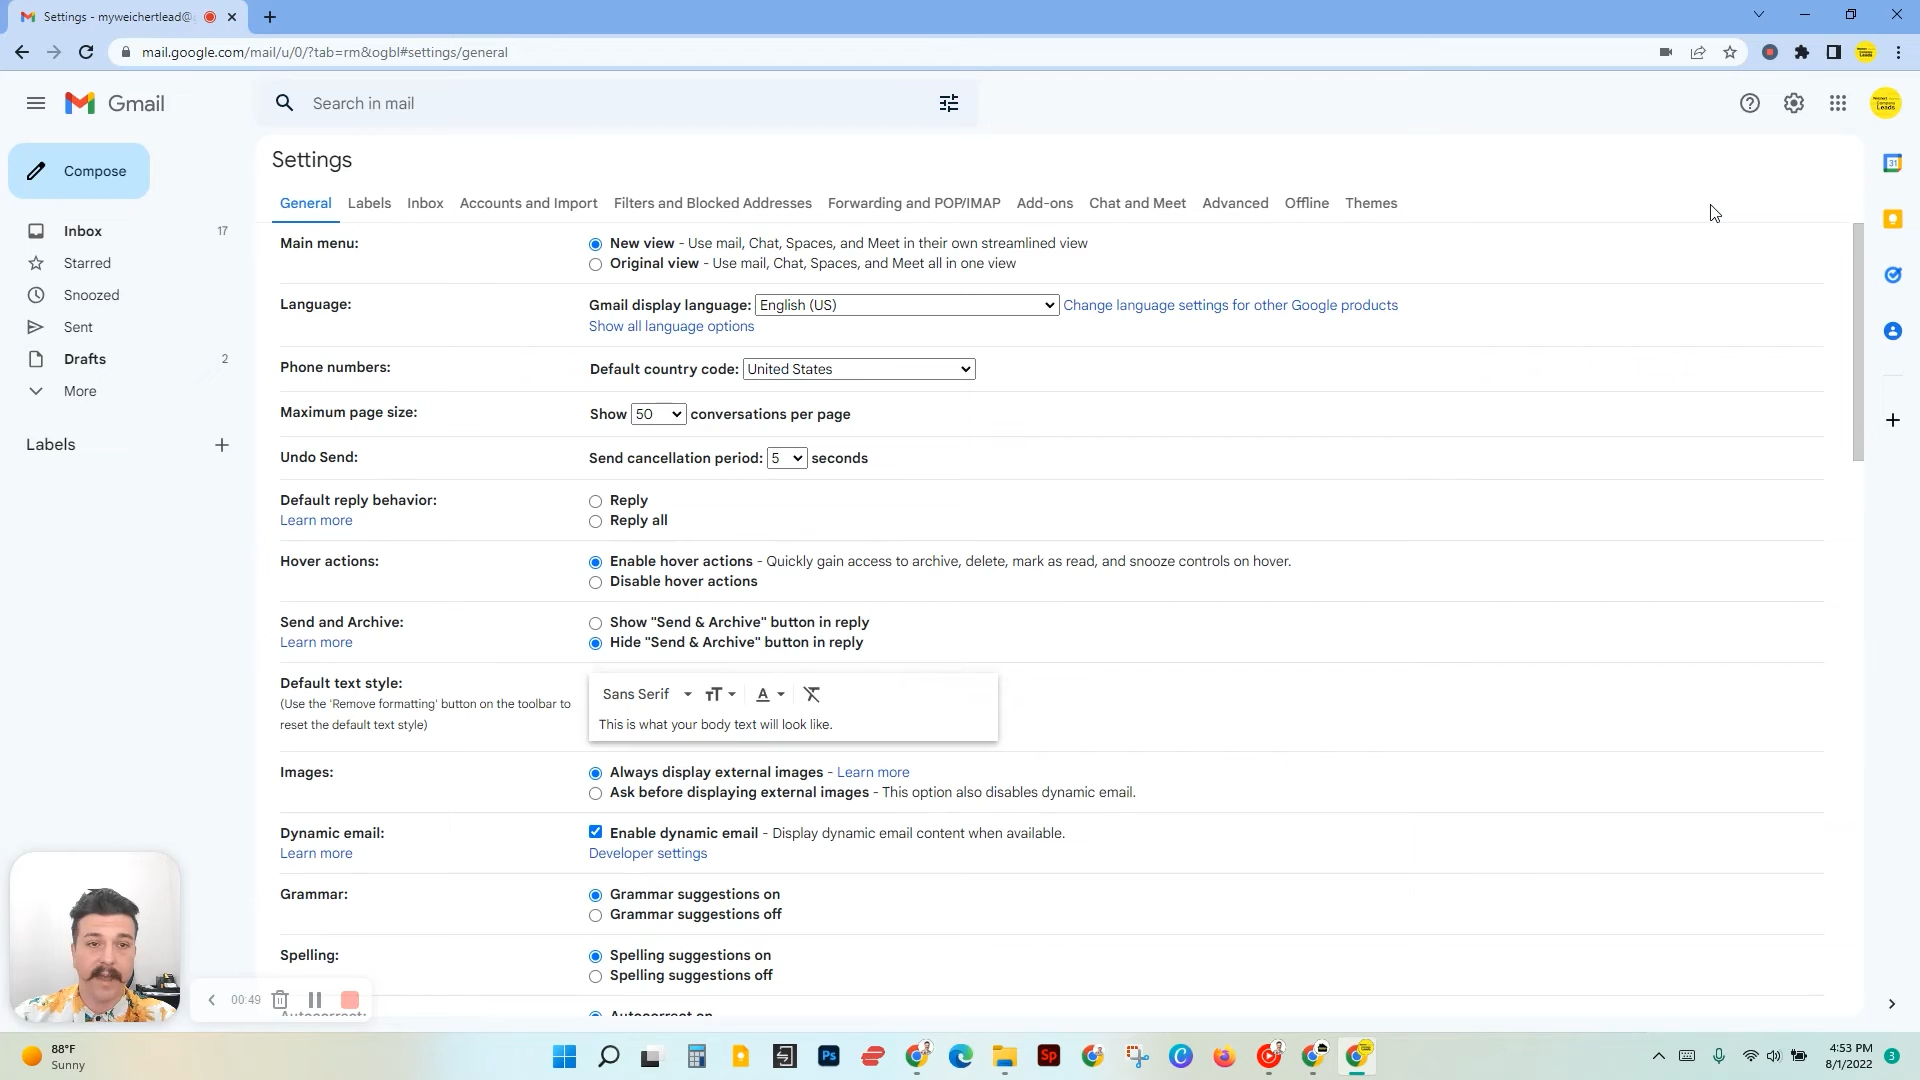 Settings - myweichertlead@
mail.google.com/mail/u/0/?tab=rm&ogbl#settings/general
Gmail
Search in mail
Compose
Inbox 17
Starred
Snoozed
Sent
Drafts 2
More
Labels
Settings
General Labels Inbox Accounts and Import Filters and Blocked Addresses Forwarding and POP/IMAP Add-ons Chat and Meet Advanced Offline Themes
Main menu:
New view - Use mail, Chat, Spaces, and Meet in their own streamlined view
Original view - Use mail, Chat, Spaces, and Meet all in one view
Language:
Gmail display language: English (US) Change language settings for other Google products
Show all language options
Phone numbers:
Default country code: United States
Maximum page size:
Show 50 conversations per page
Undo Send:
Send cancellation period: 5 seconds
Default reply behavior:
Learn more
Reply
Reply all
Hover actions:
Enable hover actions - Quickly gain access to archive, delete, mark as read, and snooze controls on hover.
Disable hover actions
Send and Archive:
Learn more
Show "Send & Archive" button in reply
Hide "Send & Archive" button in reply
Default text style:
(Use the 'Remove formatting' button on the toolbar to
reset the default text style)
Sans Serif
This is what your body text will look like.
Images:
Always display external images - Learn more
Ask before displaying external images - This option also disables dynamic email.
Dynamic email:
Learn more
Enable dynamic email - Display dynamic email content when available.
Developer settings
Grammar:
Grammar suggestions on
Grammar suggestions off
Spelling:
Spelling suggestions on
Spelling suggestions off
Autocorrect:
Autocorrect on
00:49
88°F
Sunny
4:53 PM
8/1/2022
3